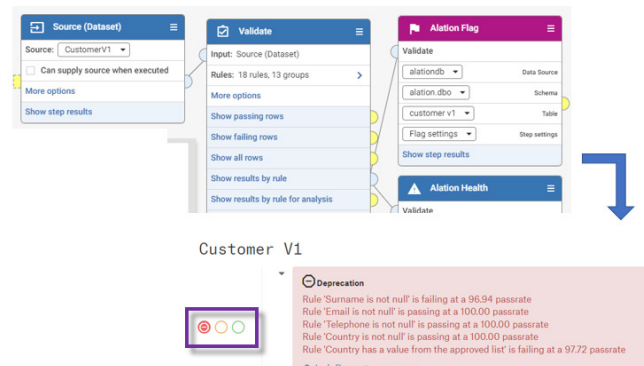 Source (Dataset)
Source: CustomerV1
Can supply source when executed
More options
Show step results
Validate
Input: Source (Dataset)
Rules: 18 rules, 13 groups
More options
Show passing rows
Show failing rows
Show all rows
Show results by rule
Show results by rule for analysis
Alation Flag
Validate
alationdb Data Source
alation.dbo Schema
customer v1 Table
Flag settings Step settings
Show step results
Alation Health
Validate
Customer V1
Deprecation
Rule 'Surname is not null' is failing at a 96.94 passrate
Rule 'Email is not null' is passing at a 100.00 passrate
Rule 'Telephone is not null' is passing at a 100.00 passrate
Rule 'Country is not null' is passing at a 100.00 passrate
Rule 'Country has a value from the approved list' is failing at a 97.72 passrate